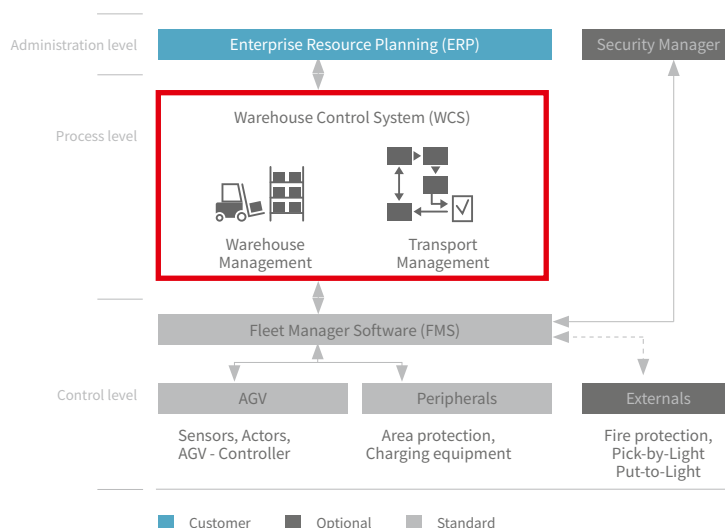 Administration level
Enterprise Resource Planning (ERP)
Security Manager
Process level
Warehouse Control System (WCS)
Warehouse
Management
Transport
Management
Fleet Manager Software (FMS)
Control level
AGV
Peripherals
Externals
Sensors, Actors,
AGV - Controller
Area protection,
Charging equipment
Fire protection,
Pick-by-Light
Put-to-Light
Customer
Optional
Standard